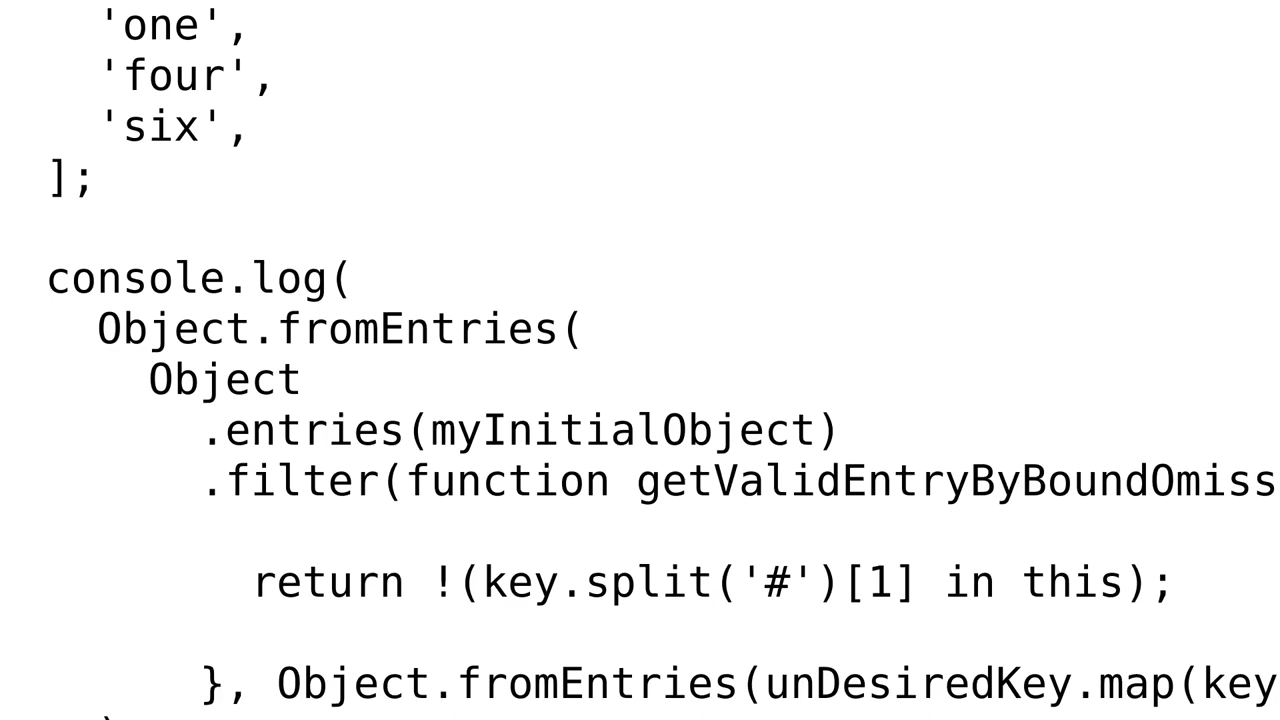 'one',
'four',
'six',
];
console.log(
Object.fromEntries(
Object
.entries(myInitialObject)
.filter(function getValidEntryByBoundOmiss
return !(key.split('#')[1] in this);
}, Object.fromEntries(unDesiredKey.map(key